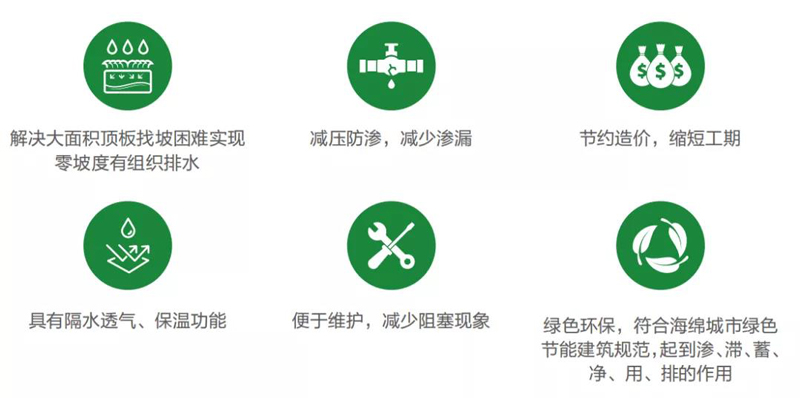 解决大面积顶板找坡困难实现
零坡度有组织排水
减压防渗，减少渗漏
节约造价，缩短工期
具有隔水透气、保温功能
便于维护，减少阻塞现象
绿色环保，符合海绵城市绿色
节能建筑规范，起到渗、滞、蓄、
净、用、排的作用